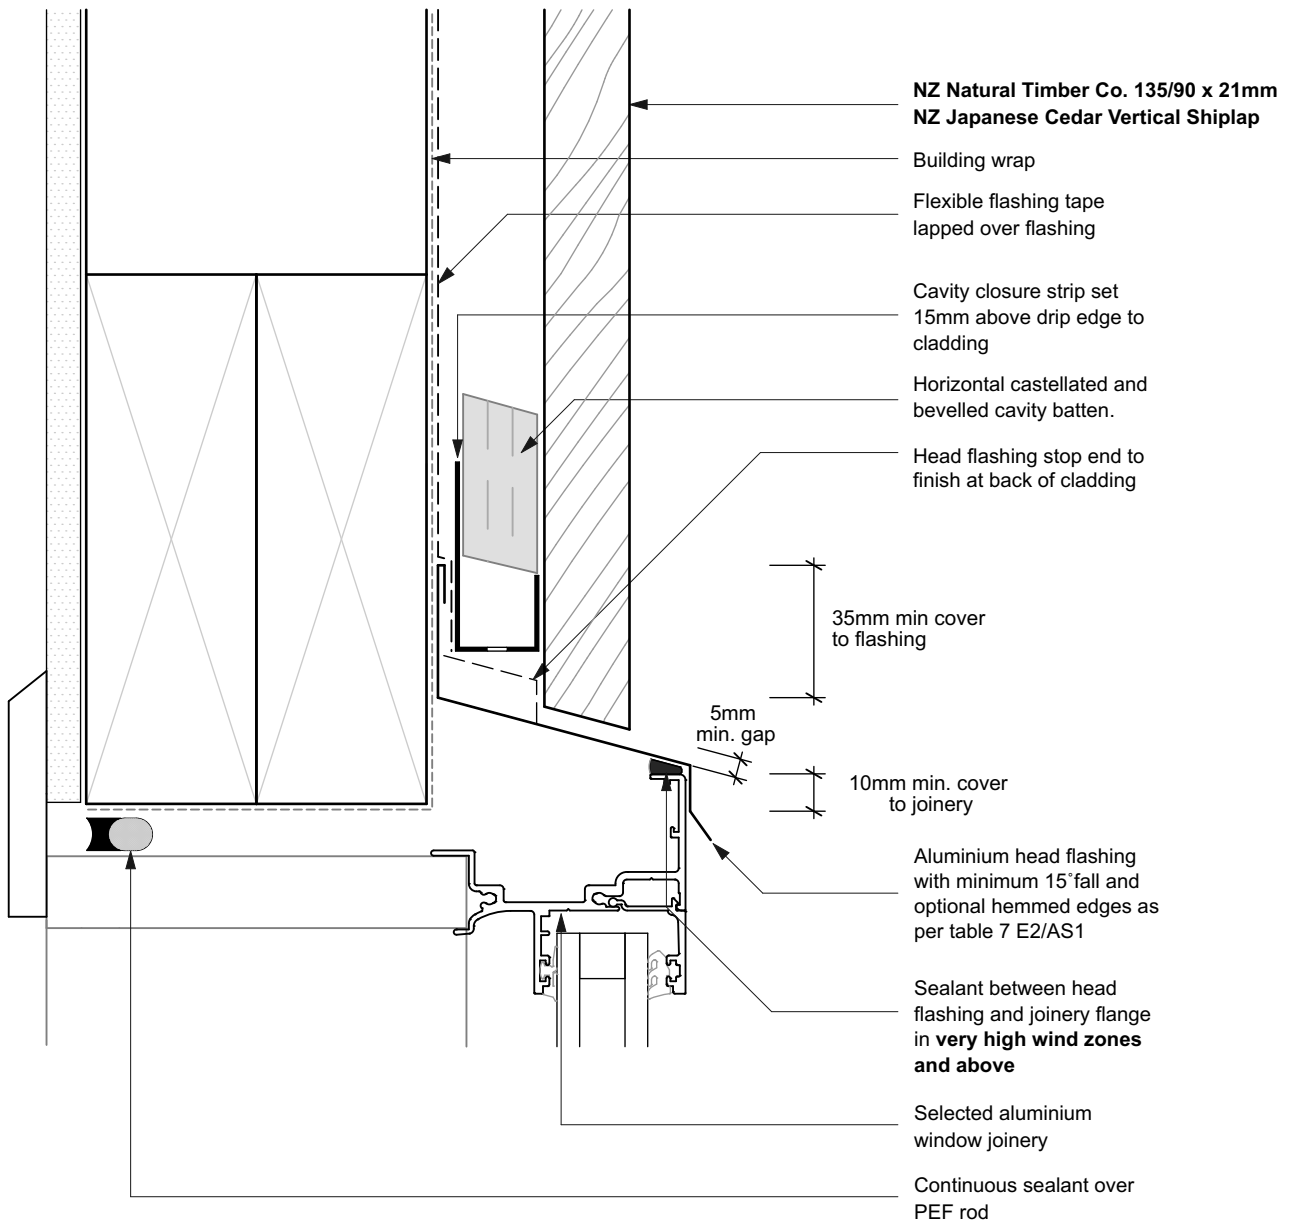 NZ Natural Timber Co. 135/90 x 21mm
NZ Japanese Cedar Vertical Shiplap
Building wrap
Flexible flashing tape
lapped over flashing
Cavity closure strip set
15mm above drip edge to
cladding
Horizontal castellated and
bevelled cavity batten.
Head flashing stop end to
finish at back of cladding
35mm min cover
to flashing
5mm
min. gap
10mm min. cover
to joinery
Aluminium head flashing
with minimum 15°fall and
optional hemmed edges as
per table 7 E2/AS1
Sealant between head
flashing and joinery flange
in very high wind zones
and above
Selected aluminium
window joinery
Continuous sealant over
PEF rod